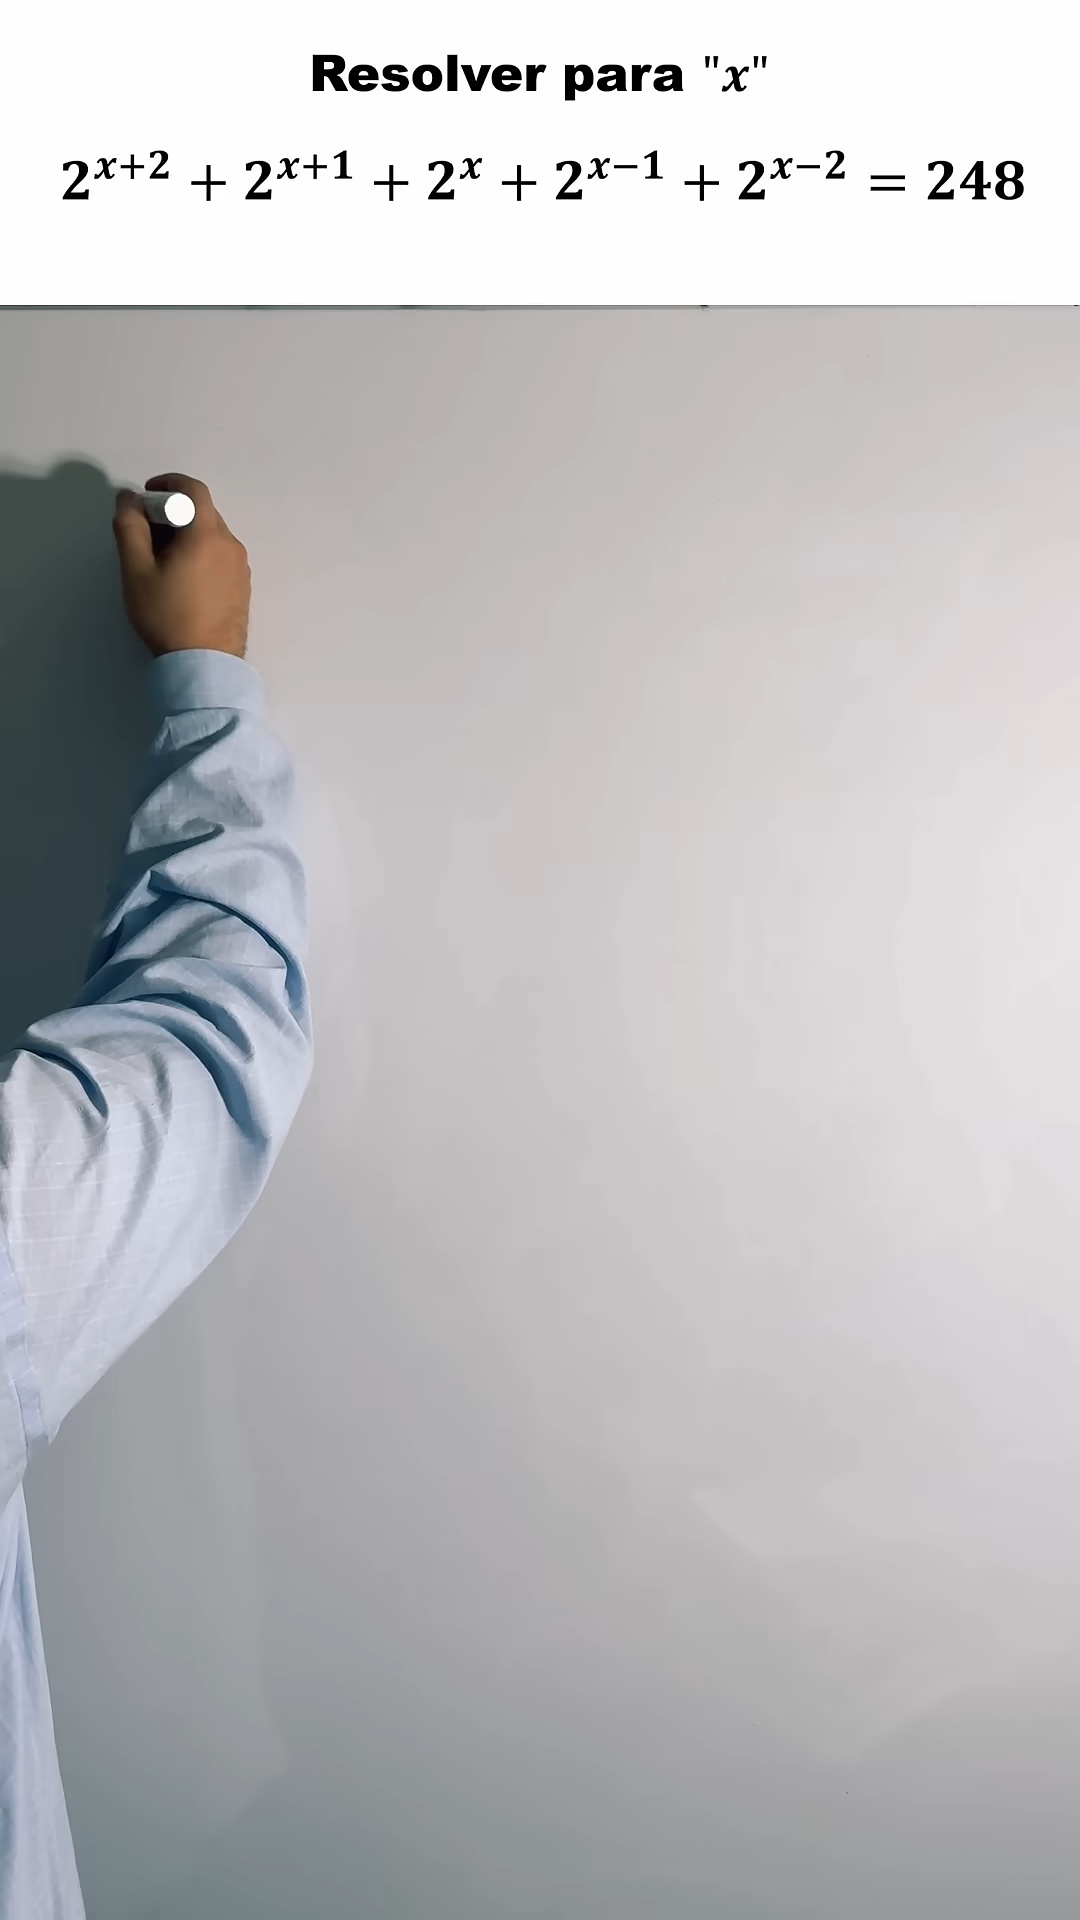 Resolver para "x"
2^{x+2} + 2^{x+1} + 2^x + 2^{x−1} + 2^{x−2} = 248